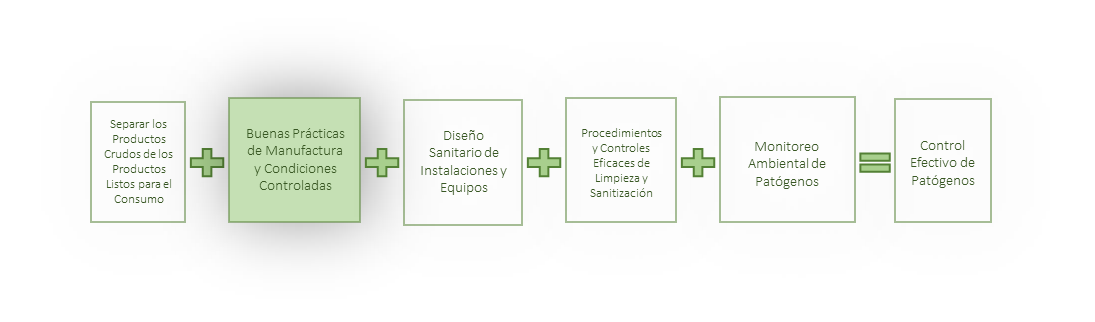 Separar los
Productos
Crudos de los
Productos
Listos para el
Consumo
Buenas Prácticas
de Manufactura
y Condiciones
Controladas
Diseño
Sanitario de
Instalaciones y
Equipos
Procedimientos
y Controles
Eficaces de
Limpieza y
Sanitización
Monitoreo
Ambiental de
Patógenos
Control
Efectivo de
Patógenos